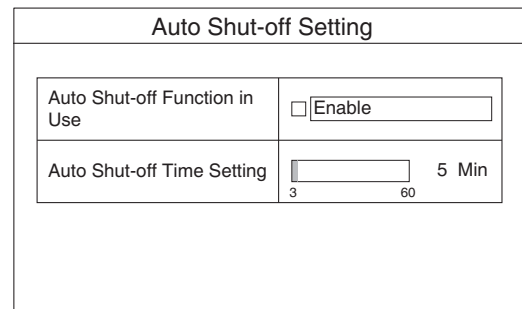 Auto Shut-off Setting
Auto Shut-off Function in
Use
Enable
Auto Shut-off Time Setting
5 Min
3 60